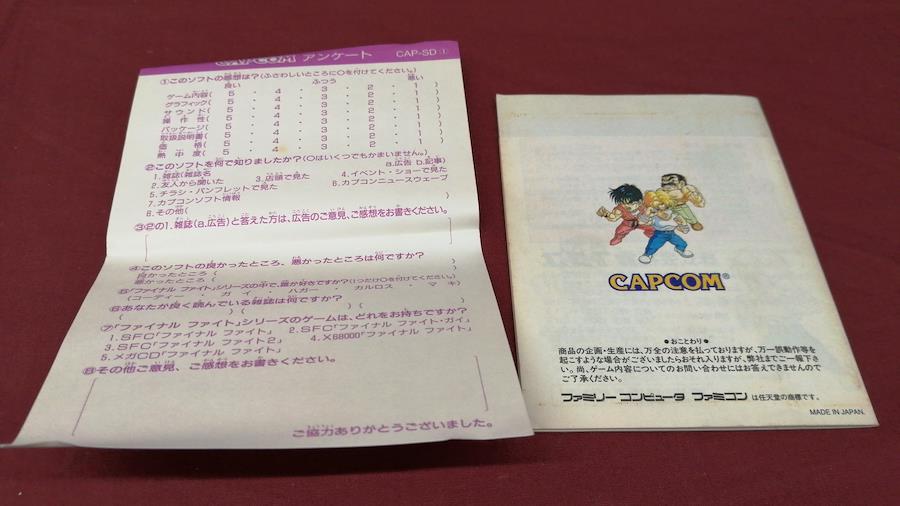 CAPCOM アンケート CAP-SD①
①このソフトの感想は?(ふさわしいところに○を付けてください。)
良い ふつう 悪い
ゲーム内容( 5 ・ 4 ・ 3 ・ 2 ・ 1 )
グラフィック( 5 ・ 4 ・ 3 ・ 2 ・ 1 )
サウンド( 5 ・ 4 ・ 3 ・ 2 ・ 1 )
操作性( 5 ・ 4 ・ 3 ・ 2 ・ 1 )
パッケージ( 5 ・ 4 ・ 3 ・ 2 ・ 1 )
取扱説明書( 5 ・ 4 ・ 3 ・ 2 ・ 1 )
価格( 5 ・ 4 ・ 3 ・ 2 ・ 1 )
熱中度( 5 ・ 4 ・ 3 ・ 2 ・ 1 )
②このソフトを何で知りましたか?(○はいくつでもかまいません。)
1.雑誌(雑誌名 a.広告 b.記事)
2.友人から聞いた 3.店頭で見た 4.イベント・ショーで見た
5.チラシ・パンフレットで見た 6.カプコンニュースウェーブ
7.カプコンソフト情報
8.その他( )
③②の1.雑誌(a.広告)と答えた方は、広告のご意見、ご感想をお書きください。
④このソフトの良かったところ、悪かったところは何ですか?
良かったところ( )
悪かったところ( )
⑤「ファイナル ファイト」シリーズの中で、誰が好きですか?(1つだけ○を付けてください。)
(コーディー ・ ガイ ・ ハガー ・ カルロス ・ マキ)
⑥あなたが良く読んでいる雑誌は何ですか?
( )( )( )
⑦「ファイナル ファイト」シリーズのゲームは、どれをお持ちですか?
1.SFC「ファイナル ファイト」 2.SFC「ファイナル ファイト・ガイ」
3.SFC「ファイナル ファイト2」 4.X68000「ファイナル ファイト」
5.メガCD「ファイナル ファイト」
⑧その他ご意見、ご感想をお書きください。
ご協力ありがとうございました。
CAPCOM®
●おことわり●
商品の企画・生産には、万全の注意を払っておりますが、万一誤動作等を
起こすような場合がございましたらおそれ入りますが、弊社までご一報下さ
い。尚、ゲーム内容についてのお問い合わせにはお答えできませんので
ご了承ください。
ファミリー コンピュータ ファミコン は任天堂の商標です。
MADE IN JAPAN.